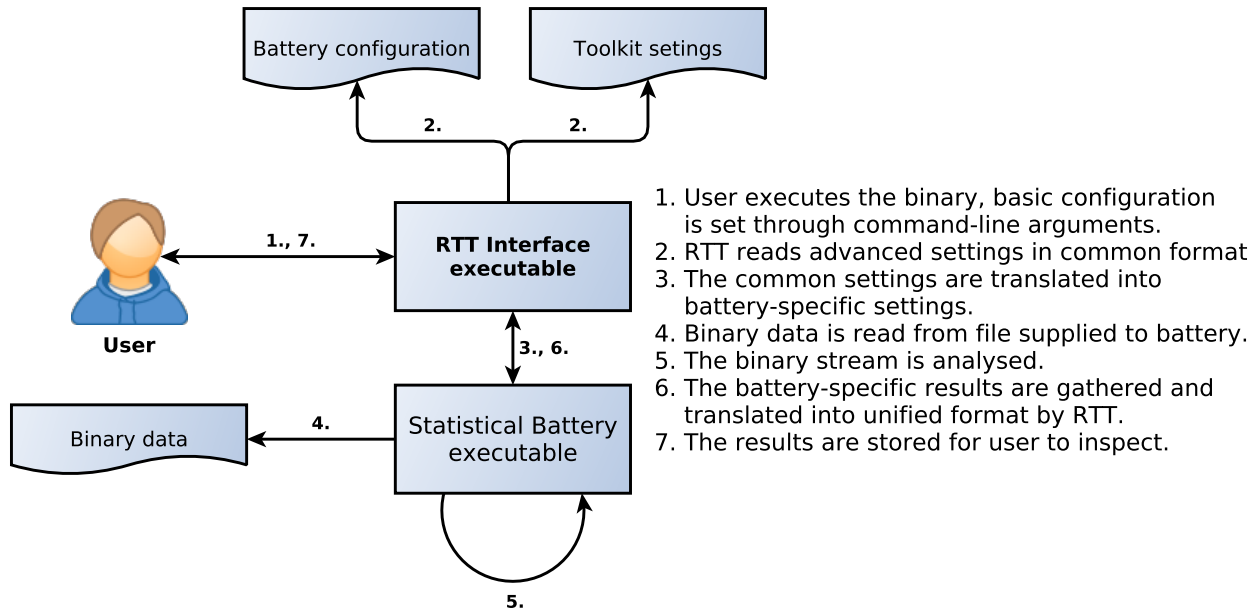 Battery configuration
Toolkit setings
2.
2.
1., 7.
RTT Interface
executable
User
3., 6.
Binary data
4.
Statistical Battery
executable
5.
1. User executes the binary, basic configuration
is set through command-line arguments.
2. RTT reads advanced settings in common format
3. The common settings are translated into
battery-specific settings.
4. Binary data is read from file supplied to battery.
5. The binary stream is analysed.
6. The battery-specific results are gathered and
translated into unified format by RTT.
7. The results are stored for user to inspect.